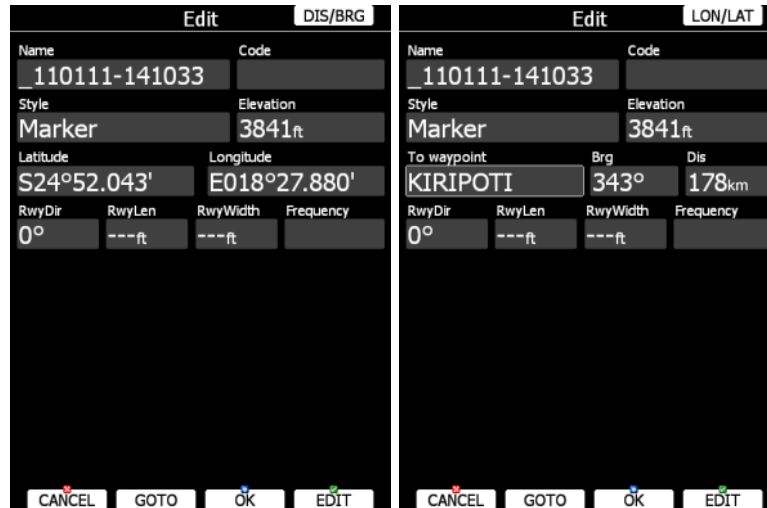 Edit DIS/BRG
Name Code
_110111-141033
Style Elevation
Marker 3841ft
Latitude Longitude
S24°52.043' E018°27.880'
RwyDir RwyLen RwyWidth Frequency
0° ---ft ---ft
CANCEL GOTO OK EDIT
Edit LON/LAT
Name Code
_110111-141033
Style Elevation
Marker 3841ft
To waypoint Brg Dis
KIRIPOTI 343° 178km
RwyDir RwyLen RwyWidth Frequency
0° ---ft ---ft
CANCEL GOTO OK EDIT